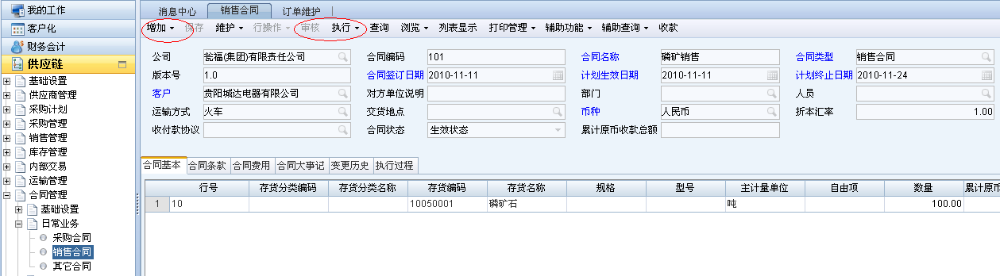 我的工作
客户化
财务会计
供应链
基础设置
供应商管理
采购计划
采购管理
销售管理
库存管理
内部交易
运输管理
合同管理
基础设置
日常业务
采购合同
销售合同
其它合同
消息中心 销售合同 订单维护
增加 保存 维护 行操作 审核 执行 查询 浏览 列表显示 打印管理 辅助功能 辅助查询 收款
公司 瓮福(集团)有限责任公司 合同编码 101 合同名称 磷矿销售 合同类型 销售合同
版本号 1.0 合同签订日期 2010-11-11 计划生效日期 2010-11-11 计划终止日期 2010-11-24
客户 贵阳城达电器有限公司 对方单位说明 部门 人员
运输方式 火车 交货地点 币种 人民币 折本汇率 1.00
收付款协议 合同状态 生效状态 累计原币收款总额
合同基本 合同条款 合同费用 合同大事记 变更历史 执行过程
行号 存货分类编码 存货分类名称 存货编码 存货名称 规格 型号 主计量单位 自由项 数量 累计原币
1 10 10050001 磷矿石 吨 100.00